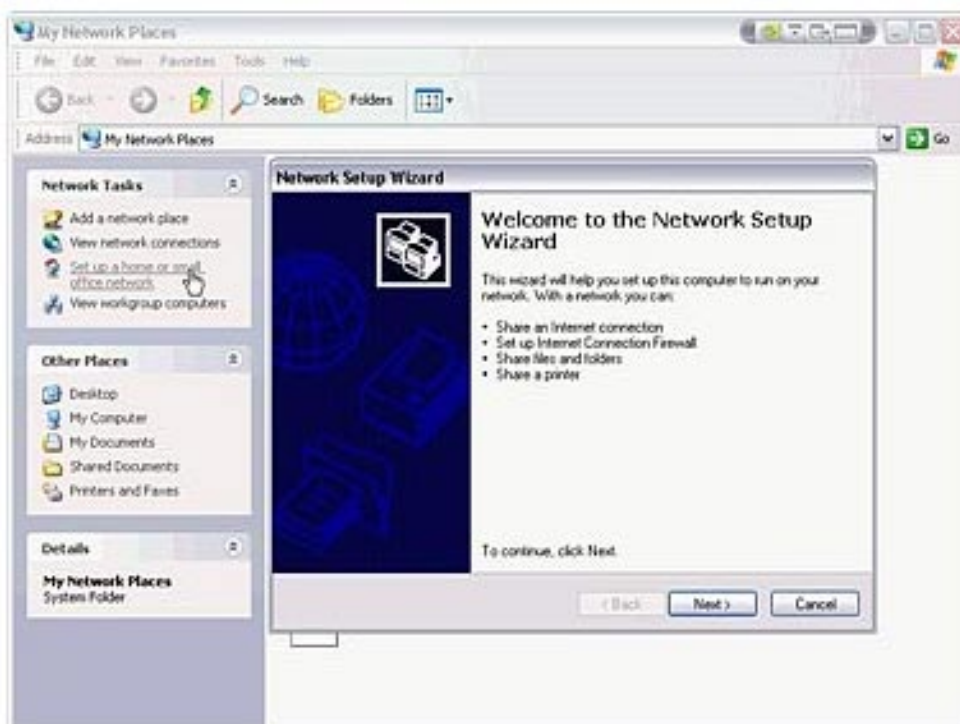 My Network Places
File Edit View Favorites Tools Help
Back Search Folders
Address My Network Places Go
Network Tasks
Add a network place
View network connections
Set up a home or small
office network
View workgroup computers
Other Places
Desktop
My Computer
My Documents
Shared Documents
Printers and Faxes
Details
My Network Places
System Folder
Network Setup Wizard
Welcome to the Network Setup
Wizard
This wizard will help you set up this computer to run on your
network. With a network you can:
• Share an Internet connection
• Set up Internet Connection Firewall
• Share files and folders
• Share a printer
To continue, click Next.
< Back Next > Cancel